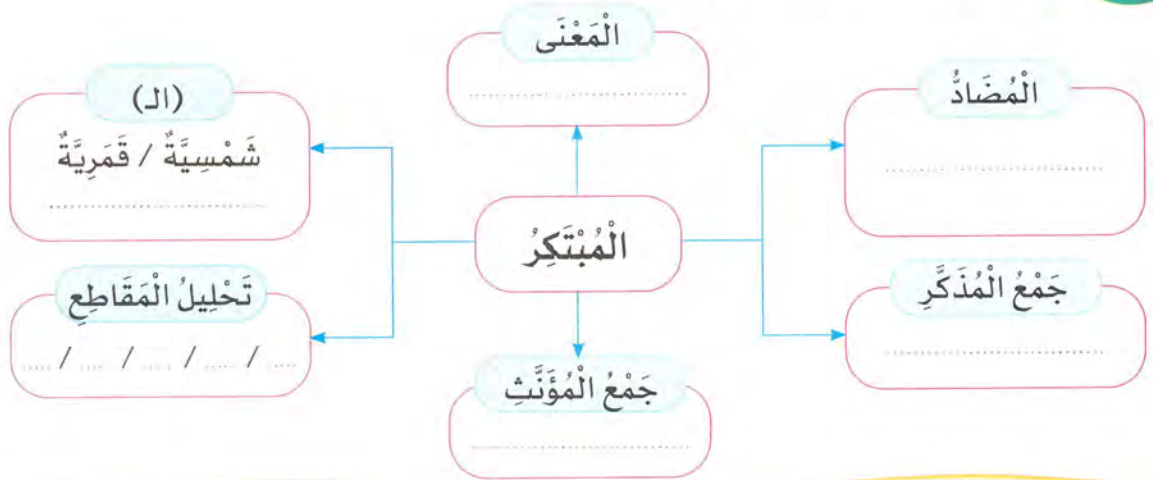 الْمَعْنَى
..............................
الْمُضَادُّ
..............................
(الـ)
شَمْسِيَّةٌ / قَمَرِيَّةٌ
..............................
الْمُبْتَكِرُ
جَمْعُ الْمُذَكَّرِ
..............................
تَحْلِيلُ الْمَقَاطِعِ
.... / .... / .... / .... / ....
جَمْعُ الْمُؤَنَّثِ
..............................